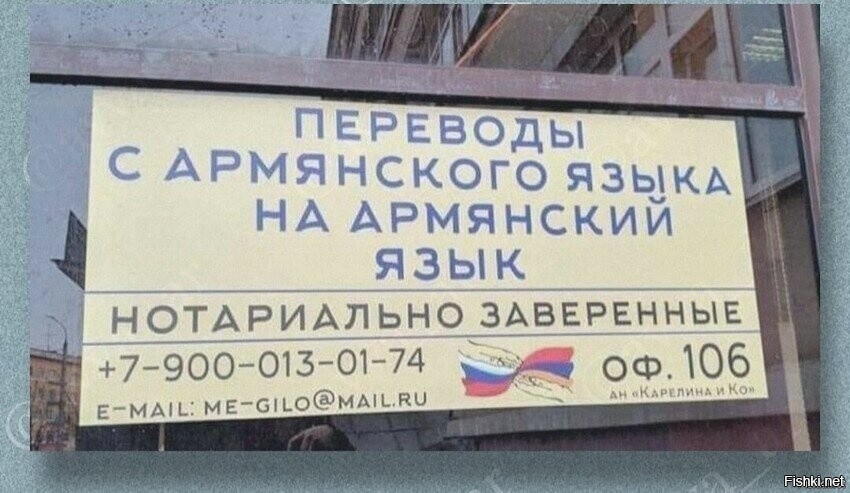 ПЕРЕВОДЫ
С АРМЯНСКОГО ЯЗЫКА
НА АРМЯНСКИЙ
ЯЗЫК
НОТАРИАЛЬНО ЗАВЕРЕННЫЕ
+7-900-013-01-74
ОФ. 106
E-MAIL: ME-GILO@MAIL.RU
АН «КАРЕЛИНА И КО»
Fishki.net